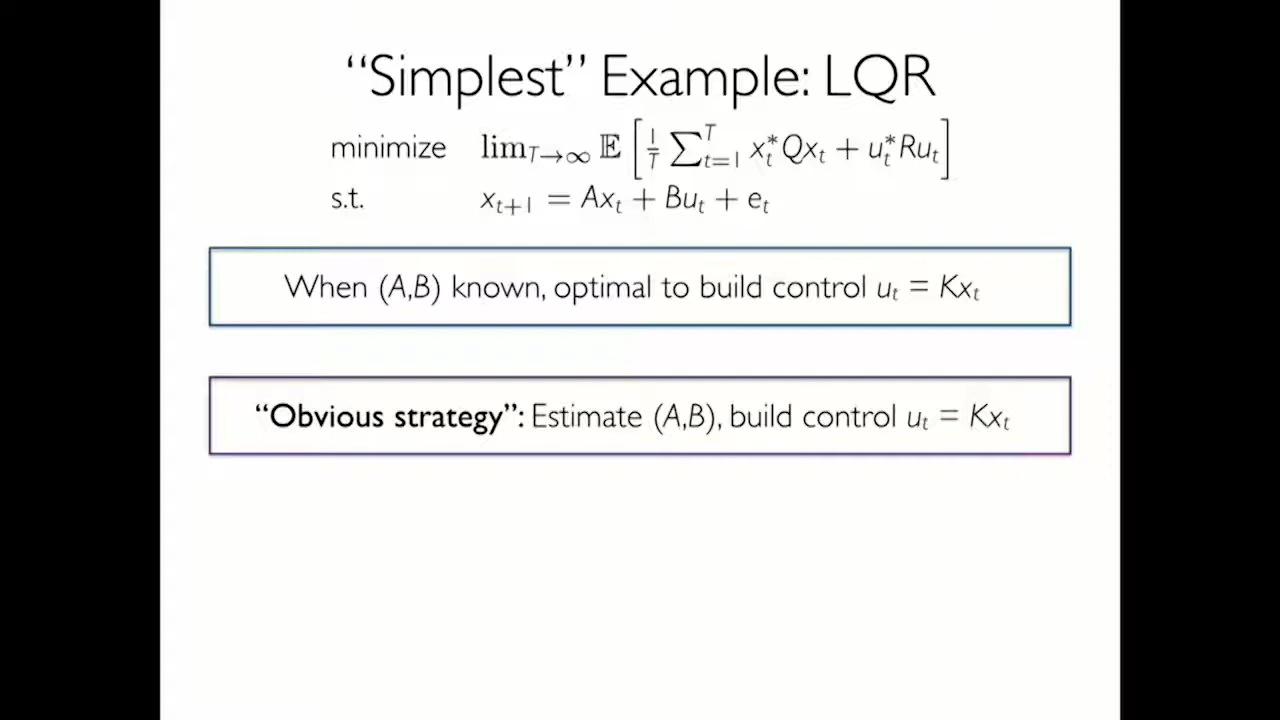 “Simplest” Example: LQR
minimize lim_{T→∞} 𝔼 [ 1/T ∑_{t=1}^{T} x_t^* Q x_t + u_t^* R u_t ]
s.t. x_{t+1} = Ax_t + Bu_t + e_t
When (A,B) known, optimal to build control u_t = Kx_t
“Obvious strategy”: Estimate (A,B), build control u_t = Kx_t